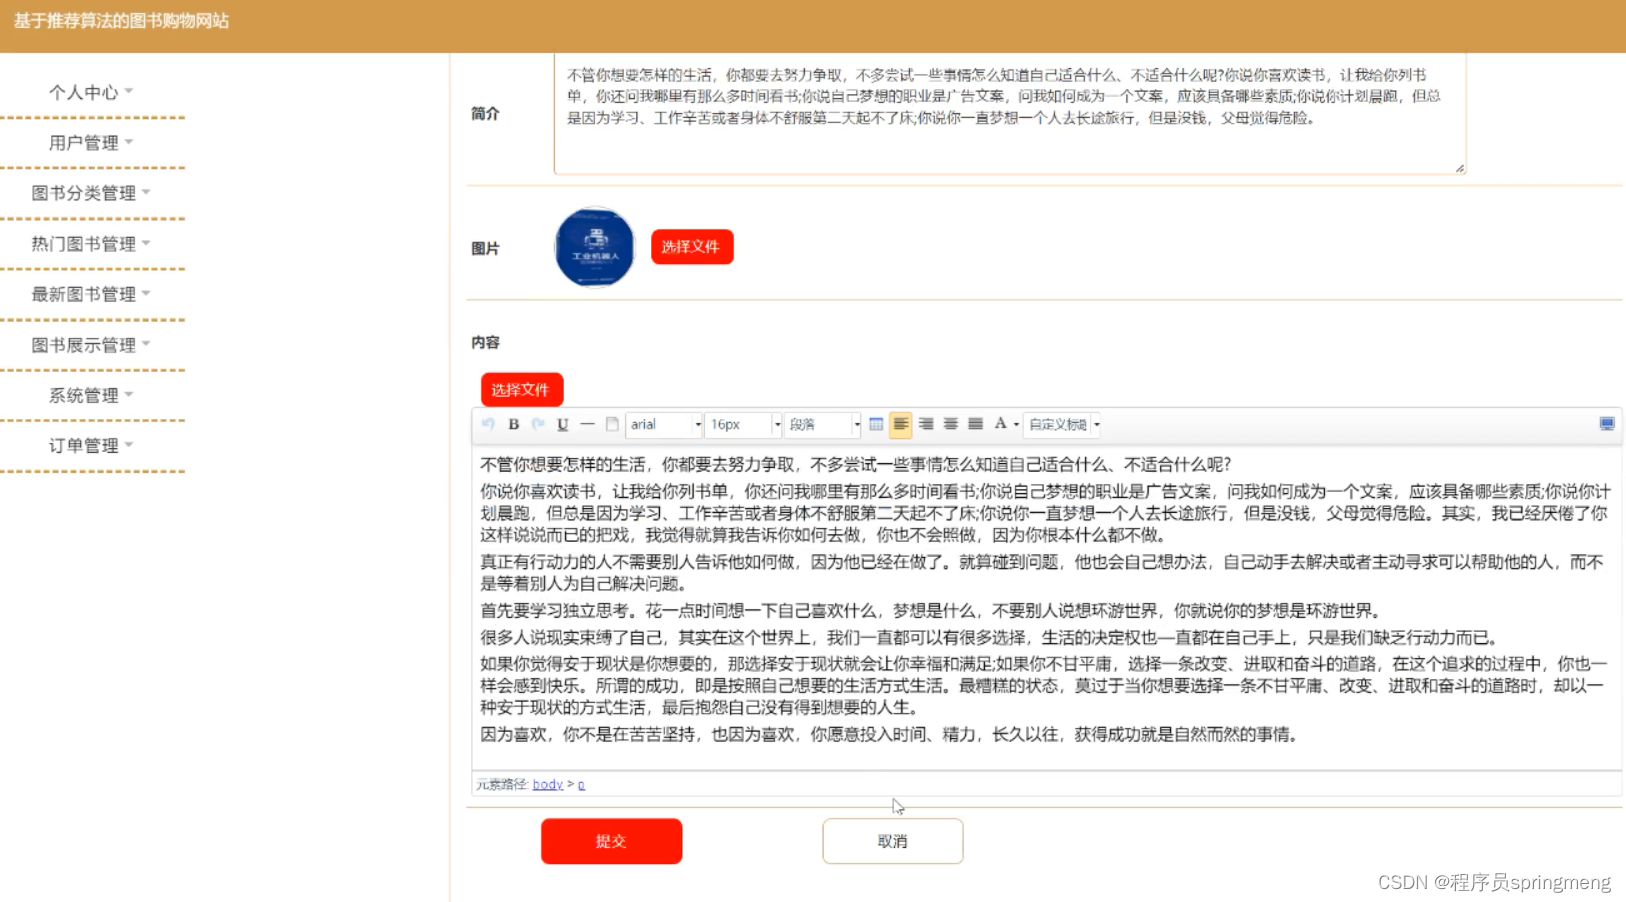 基于推荐算法的图书购物网站
个人中心
用户管理
图书分类管理
热门图书管理
最新图书管理
图书展示管理
系统管理
订单管理
简介
不管你想要怎样的生活，你都要去努力争取，不多尝试一些事情怎么知道自己适合什么、不适合什么呢?你说你喜欢读书，让我给你列书
单，你还问我哪里有那么多时间看书;你说自己梦想的职业是广告文案，问我如何成为一个文案，应该具备哪些素质;你说你计划晨跑，但总
是因为学习、工作辛苦或者身体不舒服第二天起不了床;你说你一直梦想一个人去长途旅行，但是没钱，父母觉得危险。
图片
工业机器人
选择文件
内容
选择文件
B U arial 16px 段落 A 自定义标题
不管你想要怎样的生活，你都要去努力争取，不多尝试一些事情怎么知道自己适合什么、不适合什么呢?
你说你喜欢读书，让我给你列书单，你还问我哪里有那么多时间看书;你说自己梦想的职业是广告文案，问我如何成为一个文案，应该具备哪些素质;你说你计
划晨跑，但总是因为学习、工作辛苦或者身体不舒服第二天起不了床;你说你一直梦想一个人去长途旅行，但是没钱，父母觉得危险。其实，我已经厌倦了你
这样说说而已的把戏，我觉得就算我告诉你如何去做，你也不会照做，因为你根本什么都不做。
真正有行动力的人不需要别人告诉他如何做，因为他已经在做了。就算碰到问题，他也会自己想办法，自己动手去解决或者主动寻求可以帮助他的人，而不
是等着别人为自己解决问题。
首先要学习独立思考。花一点时间想一下自己喜欢什么，梦想是什么，不要别人说想环游世界，你就说你的梦想是环游世界。
很多人说现实束缚了自己，其实在这个世界上，我们一直都可以有很多选择，生活的决定权也—直都在自己手上，只是我们缺乏行动力而已。
如果你觉得安于现状是你想要的，那选择安于现状就会让你幸福和满足;如果你不甘平庸，选择一条改变、进取和奋斗的道路，在这个追求的过程中，你也一
样会感到快乐。所谓的成功，即是按照自己想要的生活方式生活。最糟糕的状态，莫过于当你想要选择一条不甘平庸、改变、进取和奋斗的道路时，却以一
种安于现状的方式生活，最后抱怨自己没有得到想要的人生。
因为喜欢，你不是在苦苦坚持，也因为喜欢，你愿意投入时间、精力，长久以往，获得成功就是自然而然的事情。
元素路径: body > p
提交
取消
CSDN @程序员springmeng